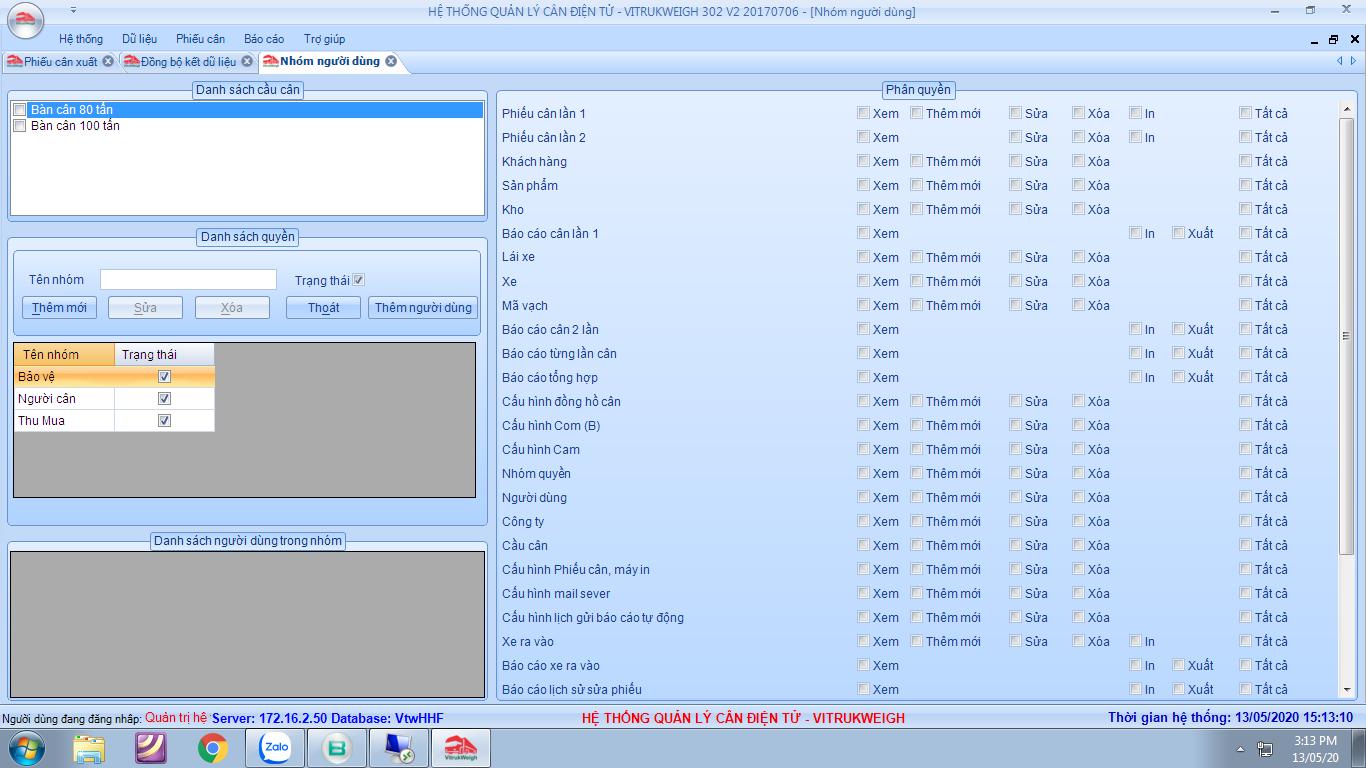 HỆ THỐNG QUẢN LÝ CÂN ĐIỆN TỬ - VITRUKWEIGH 302 V2 20170706 - [Nhóm người dùng]
Hệ thống Dữ liệu Phiếu cân Báo cáo Trợ giúp
Phiếu cân xuất Đồng bộ kết dữ liệu Nhóm người dùng
Danh sách cầu cân
Bàn cân 80 tấn
Bàn cân 100 tấn
Danh sách quyền
Tên nhóm Trạng thái
Thêm mới Sửa Xóa Thoát Thêm người dùng
Tên nhóm Trạng thái
Bảo vệ
Người cân
Thu Mua
Danh sách người dùng trong nhóm
Phân quyền
Phiếu cân lần 1 Xem Thêm mới Sửa Xóa In Tất cả
Phiếu cân lần 2 Xem Sửa Xóa In Tất cả
Khách hàng Xem Thêm mới Sửa Xóa Tất cả
Sản phẩm Xem Thêm mới Sửa Xóa Tất cả
Kho Xem Thêm mới Sửa Xóa Tất cả
Báo cáo cân lần 1 Xem In Xuất Tất cả
Lái xe Xem Thêm mới Sửa Xóa Tất cả
Xe Xem Thêm mới Sửa Xóa Tất cả
Mã vạch Xem Thêm mới Sửa Xóa Tất cả
Báo cáo cân 2 lần Xem In Xuất Tất cả
Báo cáo từng lần cân Xem In Xuất Tất cả
Báo cáo tổng hợp Xem In Xuất Tất cả
Cấu hình đồng hồ cân Xem Thêm mới Sửa Xóa Tất cả
Cấu hình Com (B) Xem Thêm mới Sửa Xóa Tất cả
Cấu hình Cam Xem Thêm mới Sửa Xóa Tất cả
Nhóm quyền Xem Thêm mới Sửa Xóa Tất cả
Người dùng Xem Thêm mới Sửa Xóa Tất cả
Công ty Xem Thêm mới Sửa Xóa Tất cả
Cầu cân Xem Thêm mới Sửa Xóa Tất cả
Cấu hình Phiếu cân, máy in Xem Thêm mới Sửa Xóa Tất cả
Cấu hình mail sever Xem Thêm mới Sửa Xóa Tất cả
Cấu hình lịch gửi báo cáo tự động Xem Thêm mới Sửa Xóa Tất cả
Xe ra vào Xem Thêm mới Sửa Xóa In Tất cả
Báo cáo xe ra vào Xem In Xuất Tất cả
Báo cáo lịch sử sửa phiếu Xem In Xuất Tất cả
Người dùng đang đăng nhập: Quản trị hệ Server: 172.16.2.50 Database: VtwHHF HỆ THỐNG QUẢN LÝ CÂN ĐIỆN TỬ - VITRUKWEIGH Thời gian hệ thống: 13/05/2020 15:13:10
Zalo B VitrukWeigh 3:13 PM
13/05/20